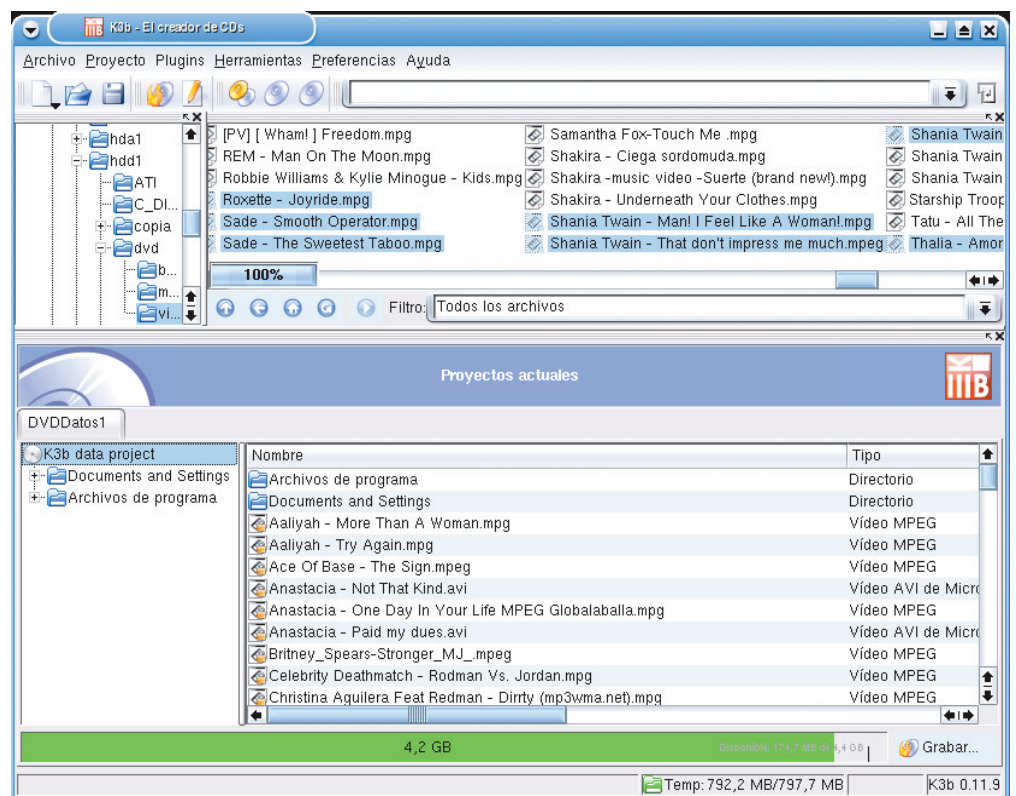 K3b - El creador de CDs
Archivo Proyecto Plugins Herramientas Preferencias Ayuda
hda1
hdd1
ATI
C_DI...
copia
dvd
b...
m...
vi...
[PV] [ Wham! ] Freedom.mpg
REM - Man On The Moon.mpg
Robbie Williams & Kylie Minogue - Kids.mpg
Roxette - Joyride.mpg
Sade - Smooth Operator.mpg
Sade - The Sweetest Taboo.mpg
Samantha Fox-Touch Me .mpg
Shakira - Ciega sordomuda.mpg
Shakira -music video -Suerte (brand new!).mpg
Shakira - Underneath Your Clothes.mpg
Shania Twain - Man! I Feel Like A Woman!.mpg
Shania Twain - That don't impress me much.mpeg
Shania Twain
Shania Twain
Shania Twain
Starship Troop
Tatu - All The
Thalia - Amor
100%
Filtro: Todos los archivos
Proyectos actuales
K3B
DVDDatos1
K3b data project
Documents and Settings
Archivos de programa
Nombre Tipo
Archivos de programa Directorio
Documents and Settings Directorio
Aaliyah - More Than A Woman.mpg Vídeo MPEG
Aaliyah - Try Again.mpg Vídeo MPEG
Ace Of Base - The Sign.mpeg Vídeo MPEG
Anastacia - Not That Kind.avi Vídeo AVI de Micro
Anastacia - One Day In Your Life MPEG Globalaballa.mpg Vídeo MPEG
Anastacia - Paid my dues.avi Vídeo AVI de Micro
Britney_Spears-Stronger_MJ_.mpeg Vídeo MPEG
Celebrity Deathmatch - Rodman Vs. Jordan.mpg Vídeo MPEG
Christina Aguilera Feat Redman - Dirrty (mp3wma.net).mpg Vídeo MPEG
4,2 GB Disponible: 174,7 MB de 4,4 GB Grabar...
Temp: 792,2 MB/797,7 MB K3b 0.11.9